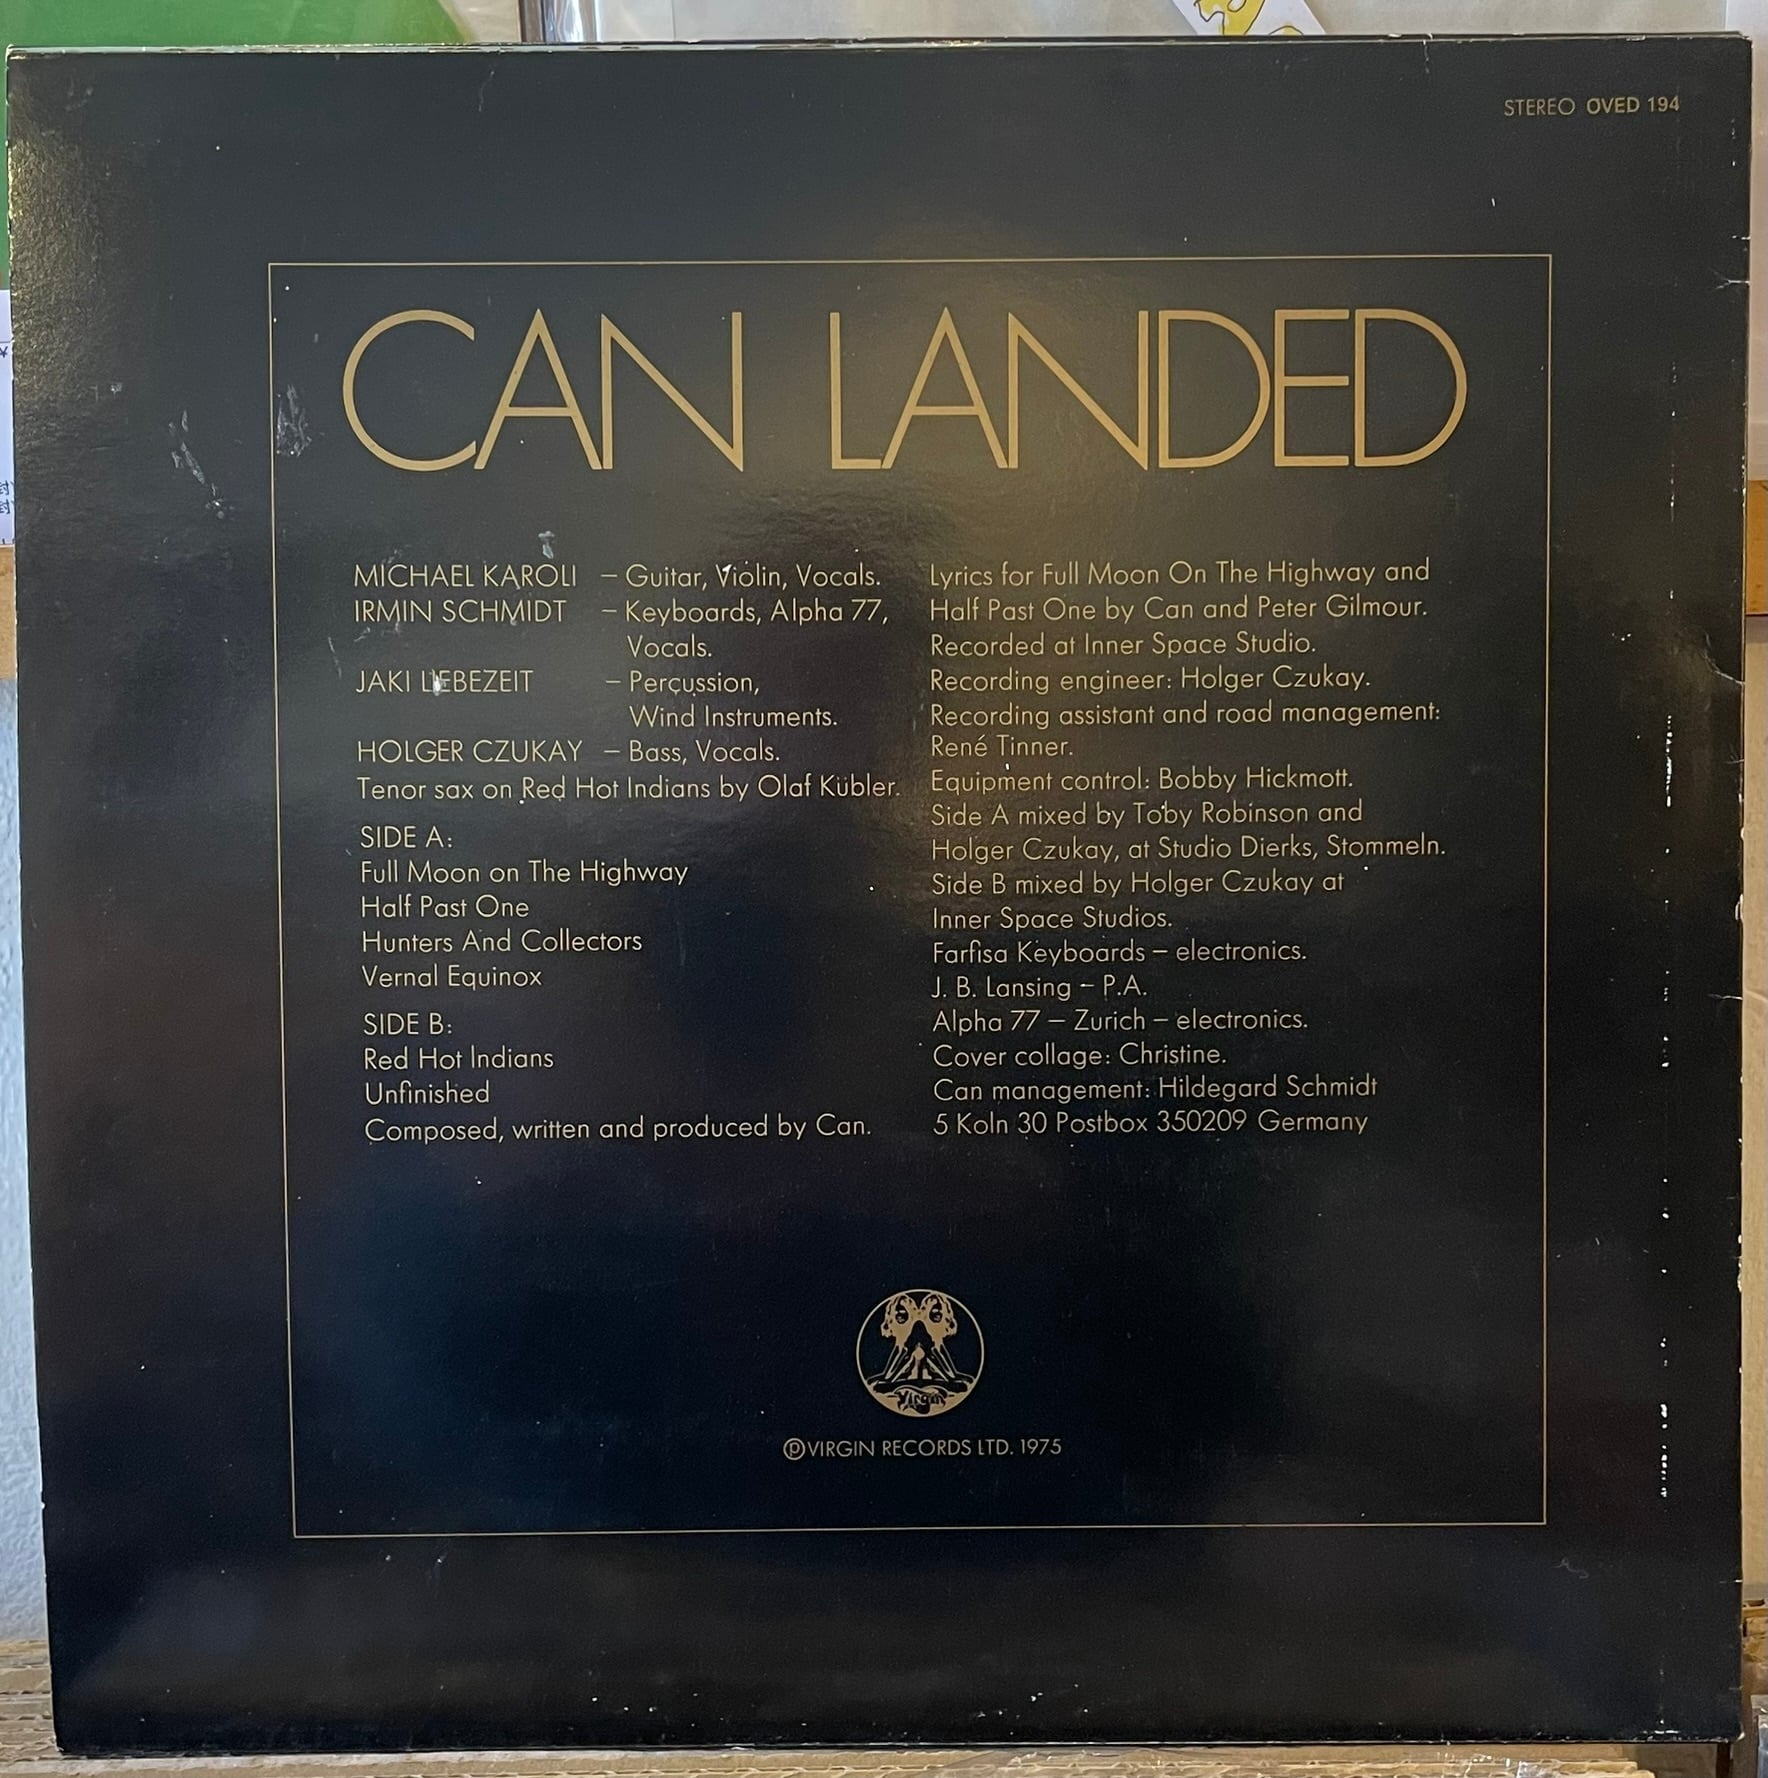 STEREO OVED 194
CAN LANDED
MICHAEL KAROLI – Guitar, Violin, Vocals.
IRMIN SCHMIDT – Keyboards, Alpha 77,
Vocals.
JAKI LIEBEZEIT – Percussion,
Wind Instruments.
HOLGER CZUKAY – Bass, Vocals.
Tenor sax on Red Hot Indians by Olaf Kübler.
SIDE A:
Full Moon on The Highway
Half Past One
Hunters And Collectors
Vernal Equinox
SIDE B:
Red Hot Indians
Unfinished
Composed, written and produced by Can.
Lyrics for Full Moon On The Highway and
Half Past One by Can and Peter Gilmour.
Recorded at Inner Space Studio.
Recording engineer: Holger Czukay.
Recording assistant and road management:
René Tinner.
Equipment control: Bobby Hickmott.
Side A mixed by Toby Robinson and
Holger Czukay, at Studio Dierks, Stommeln.
Side B mixed by Holger Czukay at
Inner Space Studios.
Farfisa Keyboards – electronics.
J. B. Lansing – P.A.
Alpha 77 – Zurich – electronics.
Cover collage: Christine.
Can management: Hildegard Schmidt
5 Koln 30 Postbox 350209 Germany
Virgin
℗VIRGIN RECORDS LTD. 1975